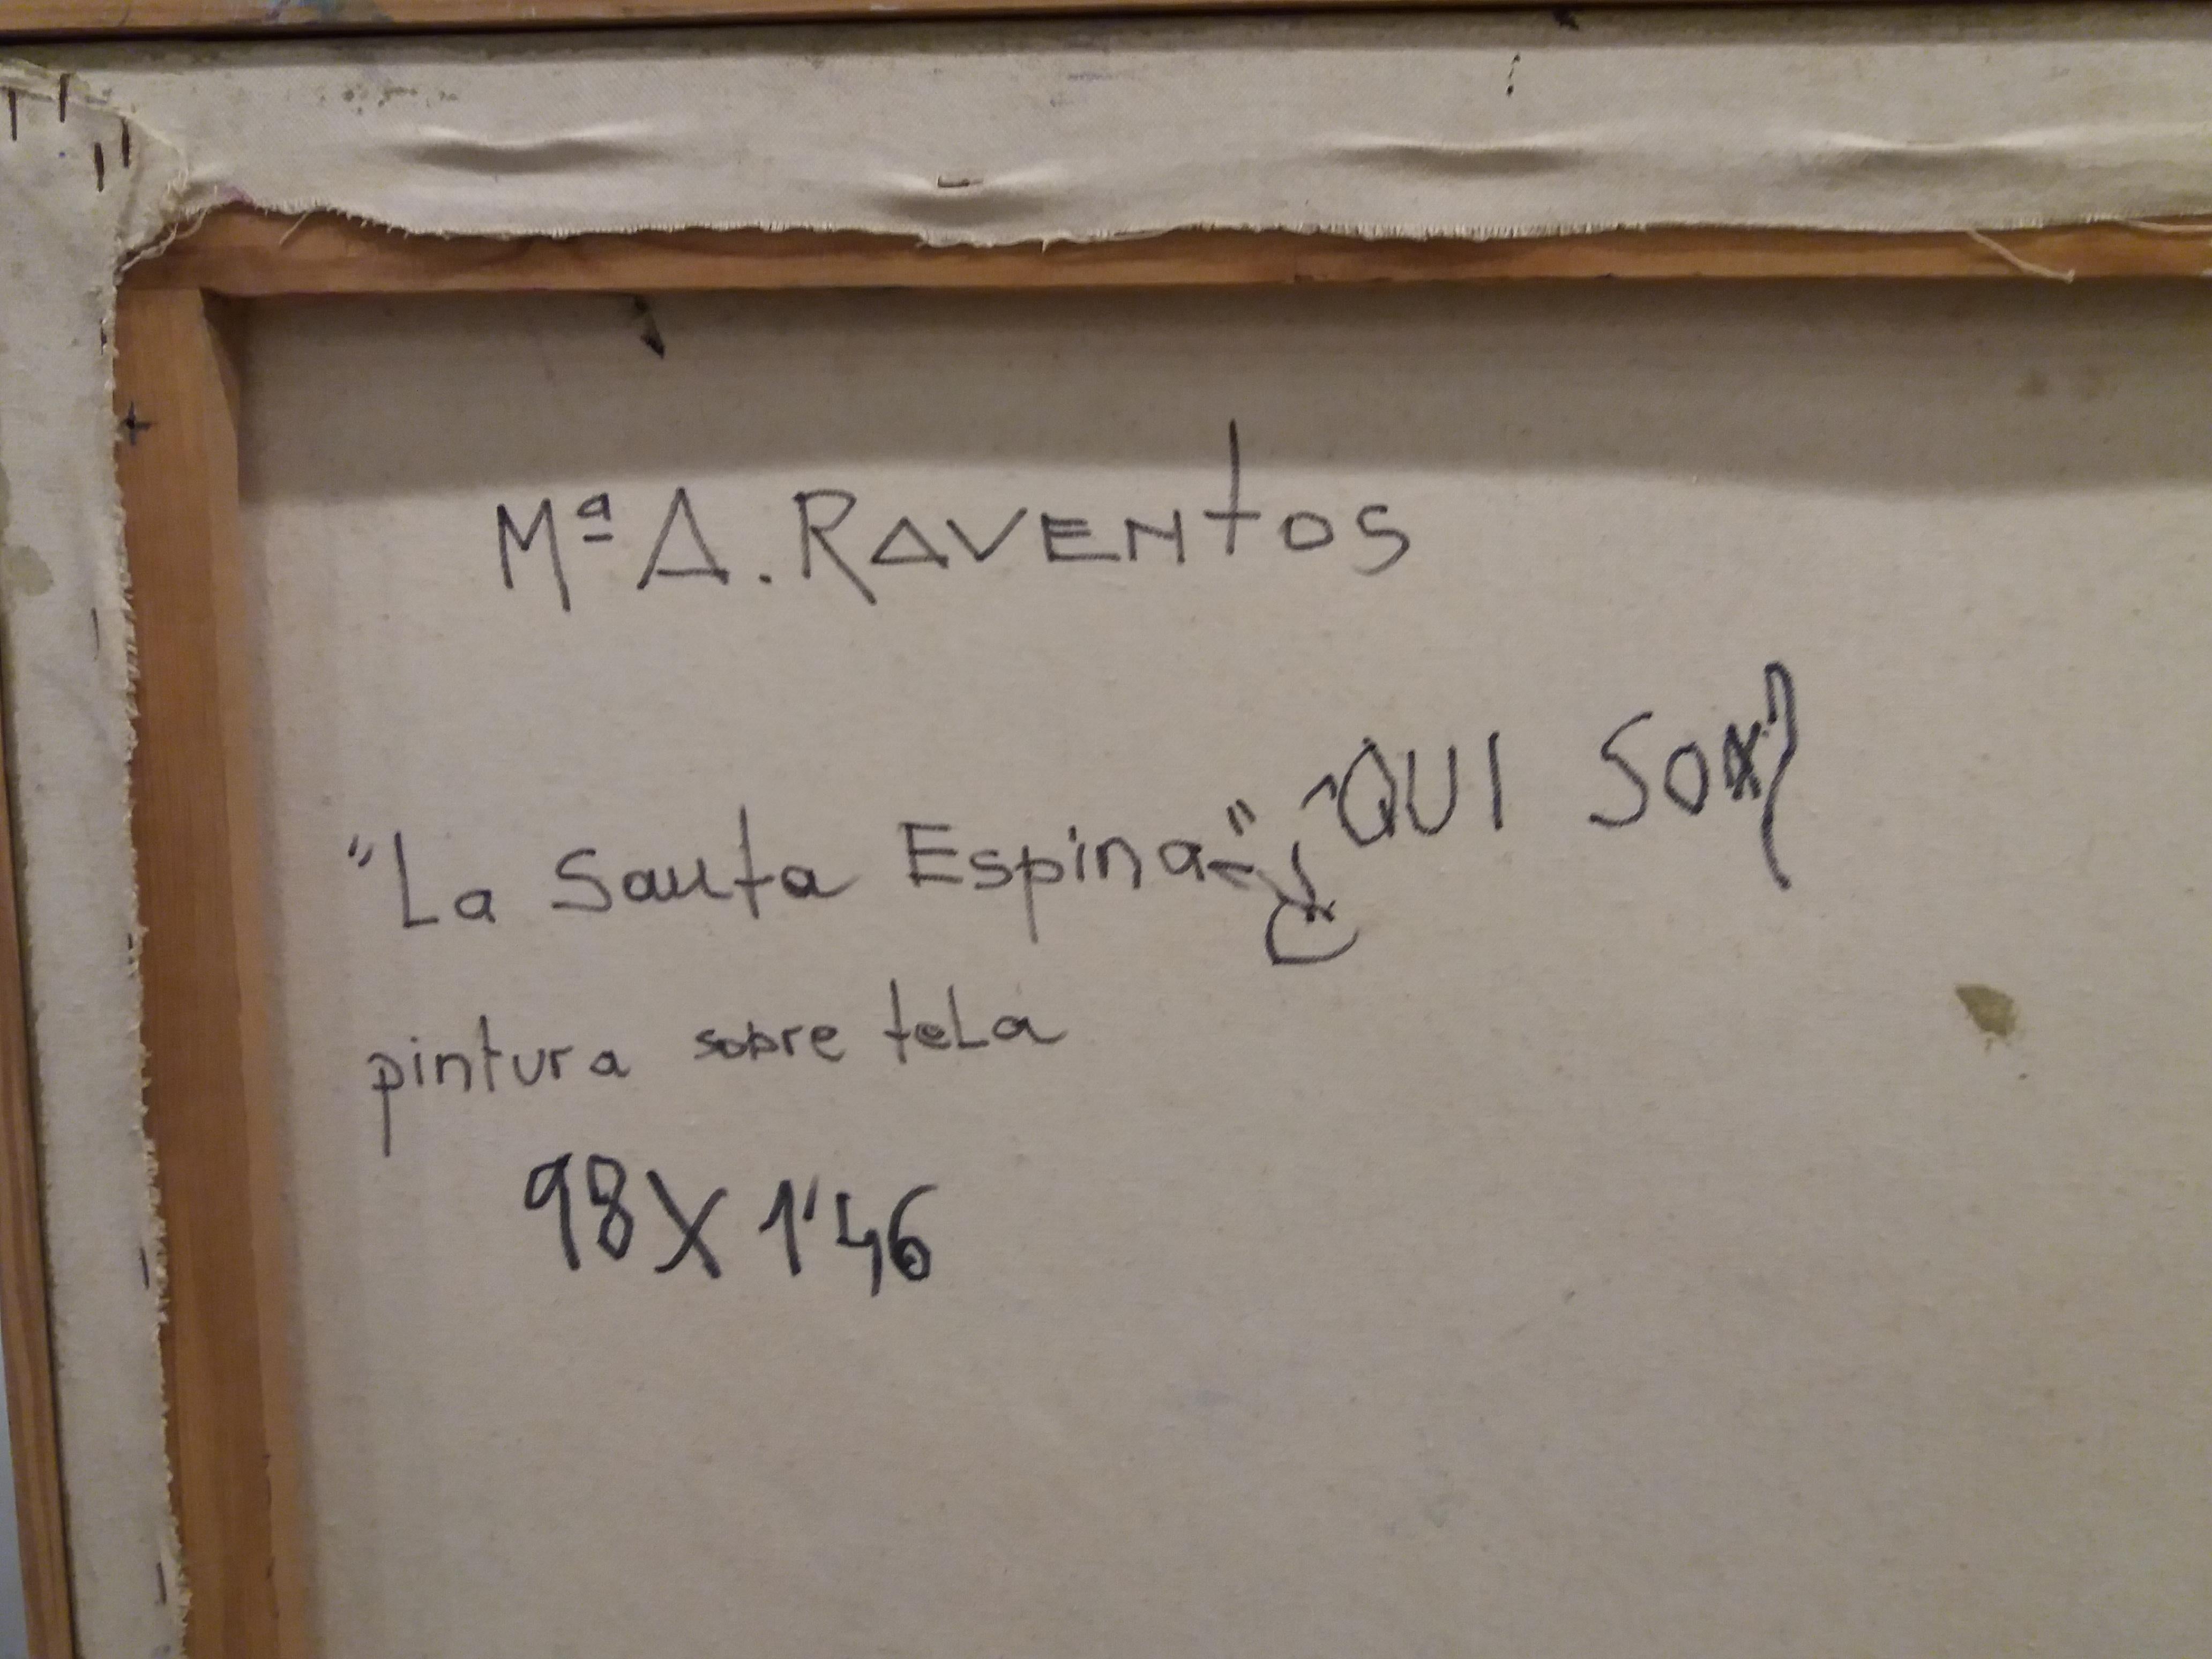 Mª A. RAVENTOS
"La Santa Espina" ¿QUI SOM?
pintura sobre tela
98 X 1'46